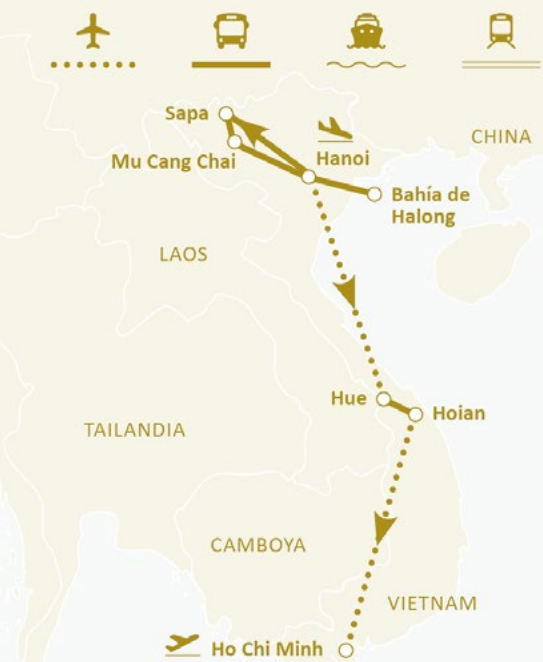 Sapa
CHINA
Mu Cang Chai
Hanoi
Bahía de
Halong
LAOS
Hue
Hoian
TAILANDIA
CAMBOYA
VIETNAM
Ho Chi Minh